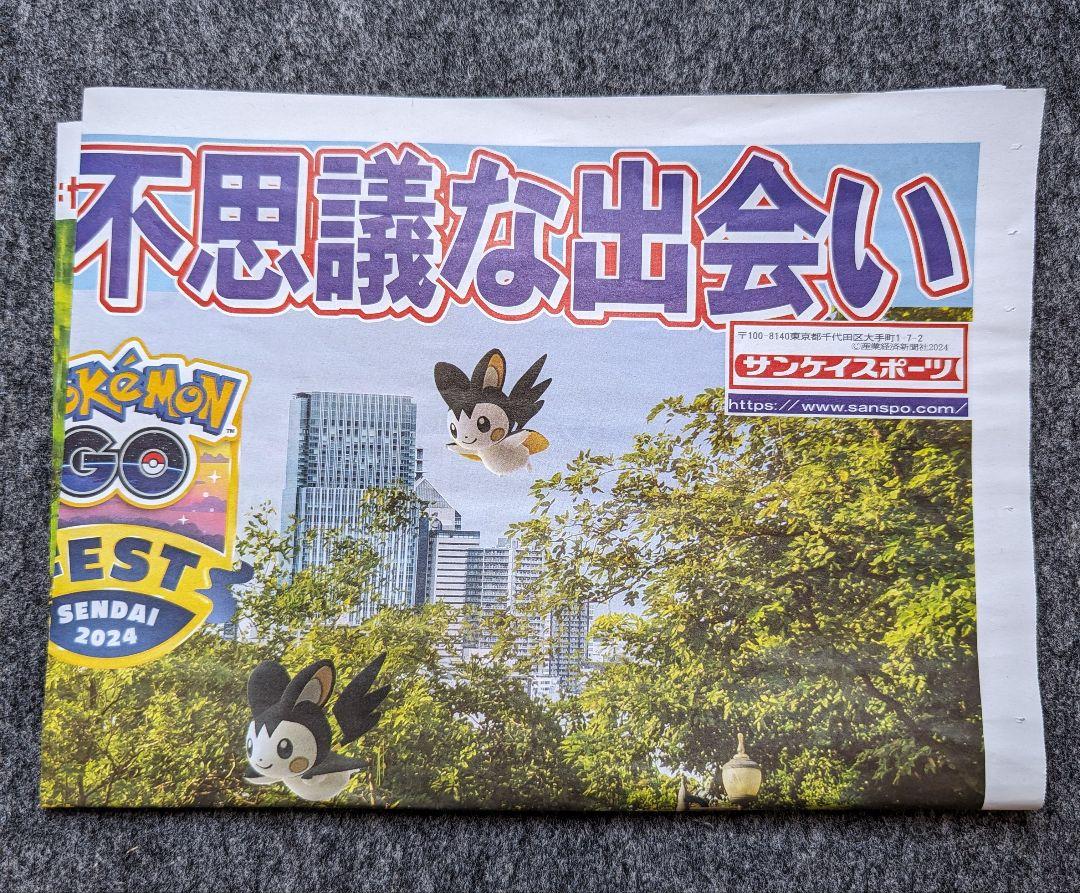 不思議な出会い
〒100-8140東京都千代田区大手町1-7-2
©産業経済新聞社2024
サンケイスポーツ
https://www.sanspo.com/
POKÉMON
GO
FEST
SENDAI
2024